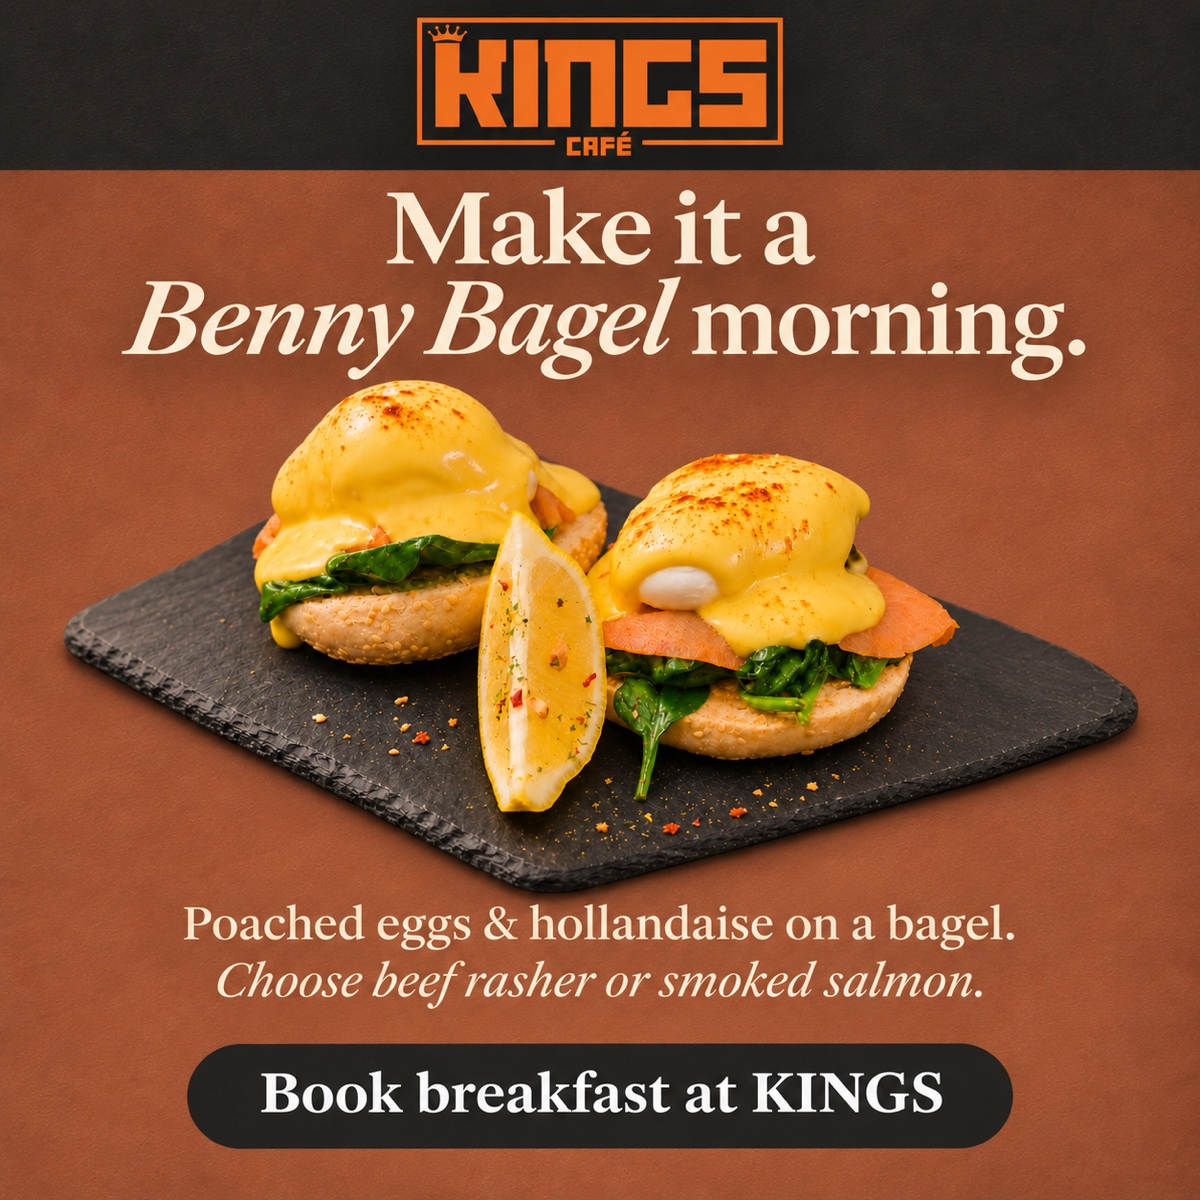 KINGS
CAFÉ
Make it a
Benny Bagel morning.
Poached eggs & hollandaise on a bagel.
Choose beef rasher or smoked salmon.
Book breakfast at KINGS